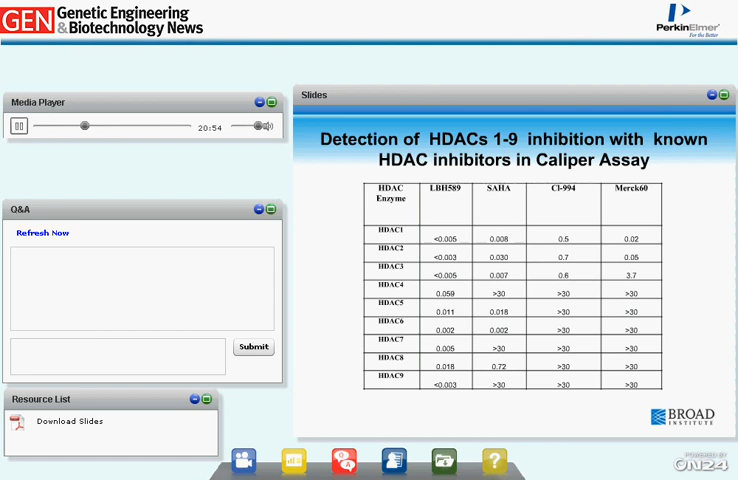 GEN Genetic Engineering
&Biotechnology News
PerkinElmer
For the Better
Media Player
20:54
Q&A
Refresh Now
Submit
Resource List
Download Slides
Slides
Detection of HDACs 1-9 inhibition with known
HDAC inhibitors in Caliper Assay
HDAC Enzyme LBH589 SAHA Cl-994 Merck60
HDAC1 <0.005 0.008 0.5 0.02
HDAC2 <0.003 0.030 0.7 0.05
HDAC3 <0.005 0.007 0.6 3.7
HDAC4 0.059 >30 >30 >30
HDAC5 0.011 0.018 >30 >30
HDAC6 0.002 0.002 >30 >30
HDAC7 0.005 >30 >30 >30
HDAC8 0.018 0.72 >30 >30
HDAC9 <0.003 >30 >30 >30
BROAD
INSTITUTE
Q
A
?
POWERED BY
ON24